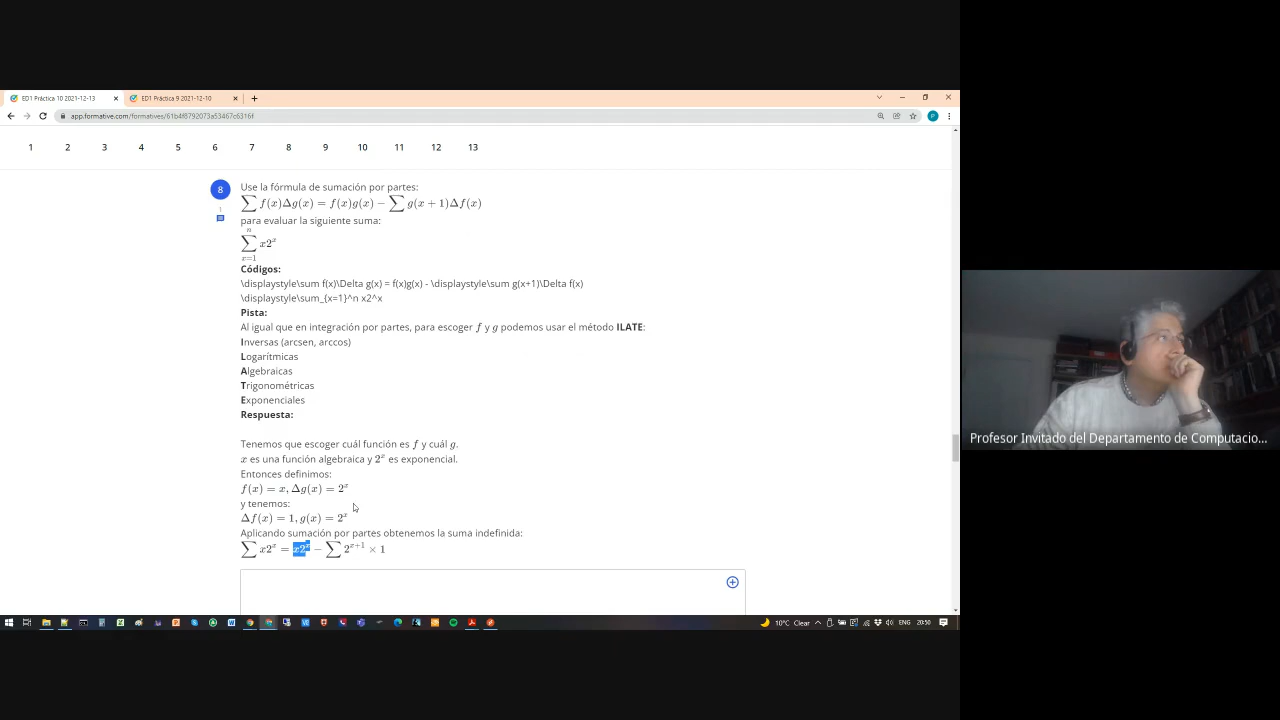 ED1 Práctica 10 2021-12-13
ED1 Práctica 9 2021-12-10
app.formative.com/formatives/61b4f8792073a53467c6316f
P
1 2 3 4 5 6 7 8 9 10 11 12 13
8
1
Use la fórmula de sumación por partes:
∑ f(x)Δg(x) = f(x)g(x) − ∑ g(x + 1)Δf(x)
para evaluar la siguiente suma:
n
∑ x2^x
x=1
Códigos:
\displaystyle\sum f(x)\Delta g(x) = f(x)g(x) - \displaystyle\sum g(x+1)\Delta f(x)
\displaystyle\sum_{x=1}^n x2^x
Pista:
Al igual que en integración por partes, para escoger f y g podemos usar el método ILATE:
Inversas (arcsen, arccos)
Logarítmicas
Algebraicas
Trigonométricas
Exponenciales
Respuesta:
Tenemos que escoger cuál función es f y cuál g.
x es una función algebraica y 2^x es exponencial.
Entonces definimos:
f(x) = x, Δg(x) = 2^x
y tenemos:
Δf(x) = 1, g(x) = 2^x
Aplicando sumación por partes obtenemos la suma indefinida:
∑ x2^x = x2^x − ∑ 2^{x+1} × 1
Profesor Invitado del Departamento de Computacio...
10°C Clear
ENG
20:50